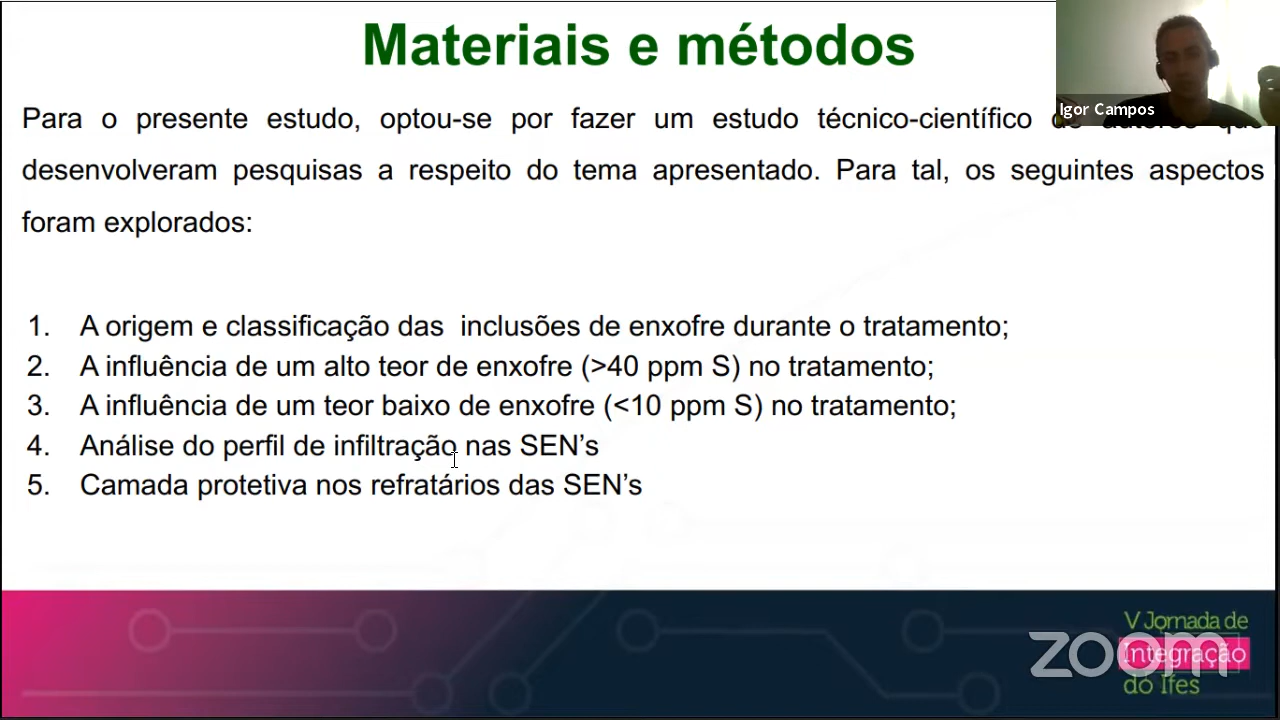 Materiais e métodos
Igor Campos
Para o presente estudo, optou-se por fazer um estudo técnico-científico de autores que
desenvolveram pesquisas a respeito do tema apresentado. Para tal, os seguintes aspectos
foram explorados:
1. A origem e classificação das inclusões de enxofre durante o tratamento;
2. A influência de um alto teor de enxofre (>40 ppm S) no tratamento;
3. A influência de um teor baixo de enxofre (<10 ppm S) no tratamento;
4. Análise do perfil de infiltração nas SEN’s
5. Camada protetiva nos refratários das SEN’s
V Jornada de
Integração
do Ifes
zoom